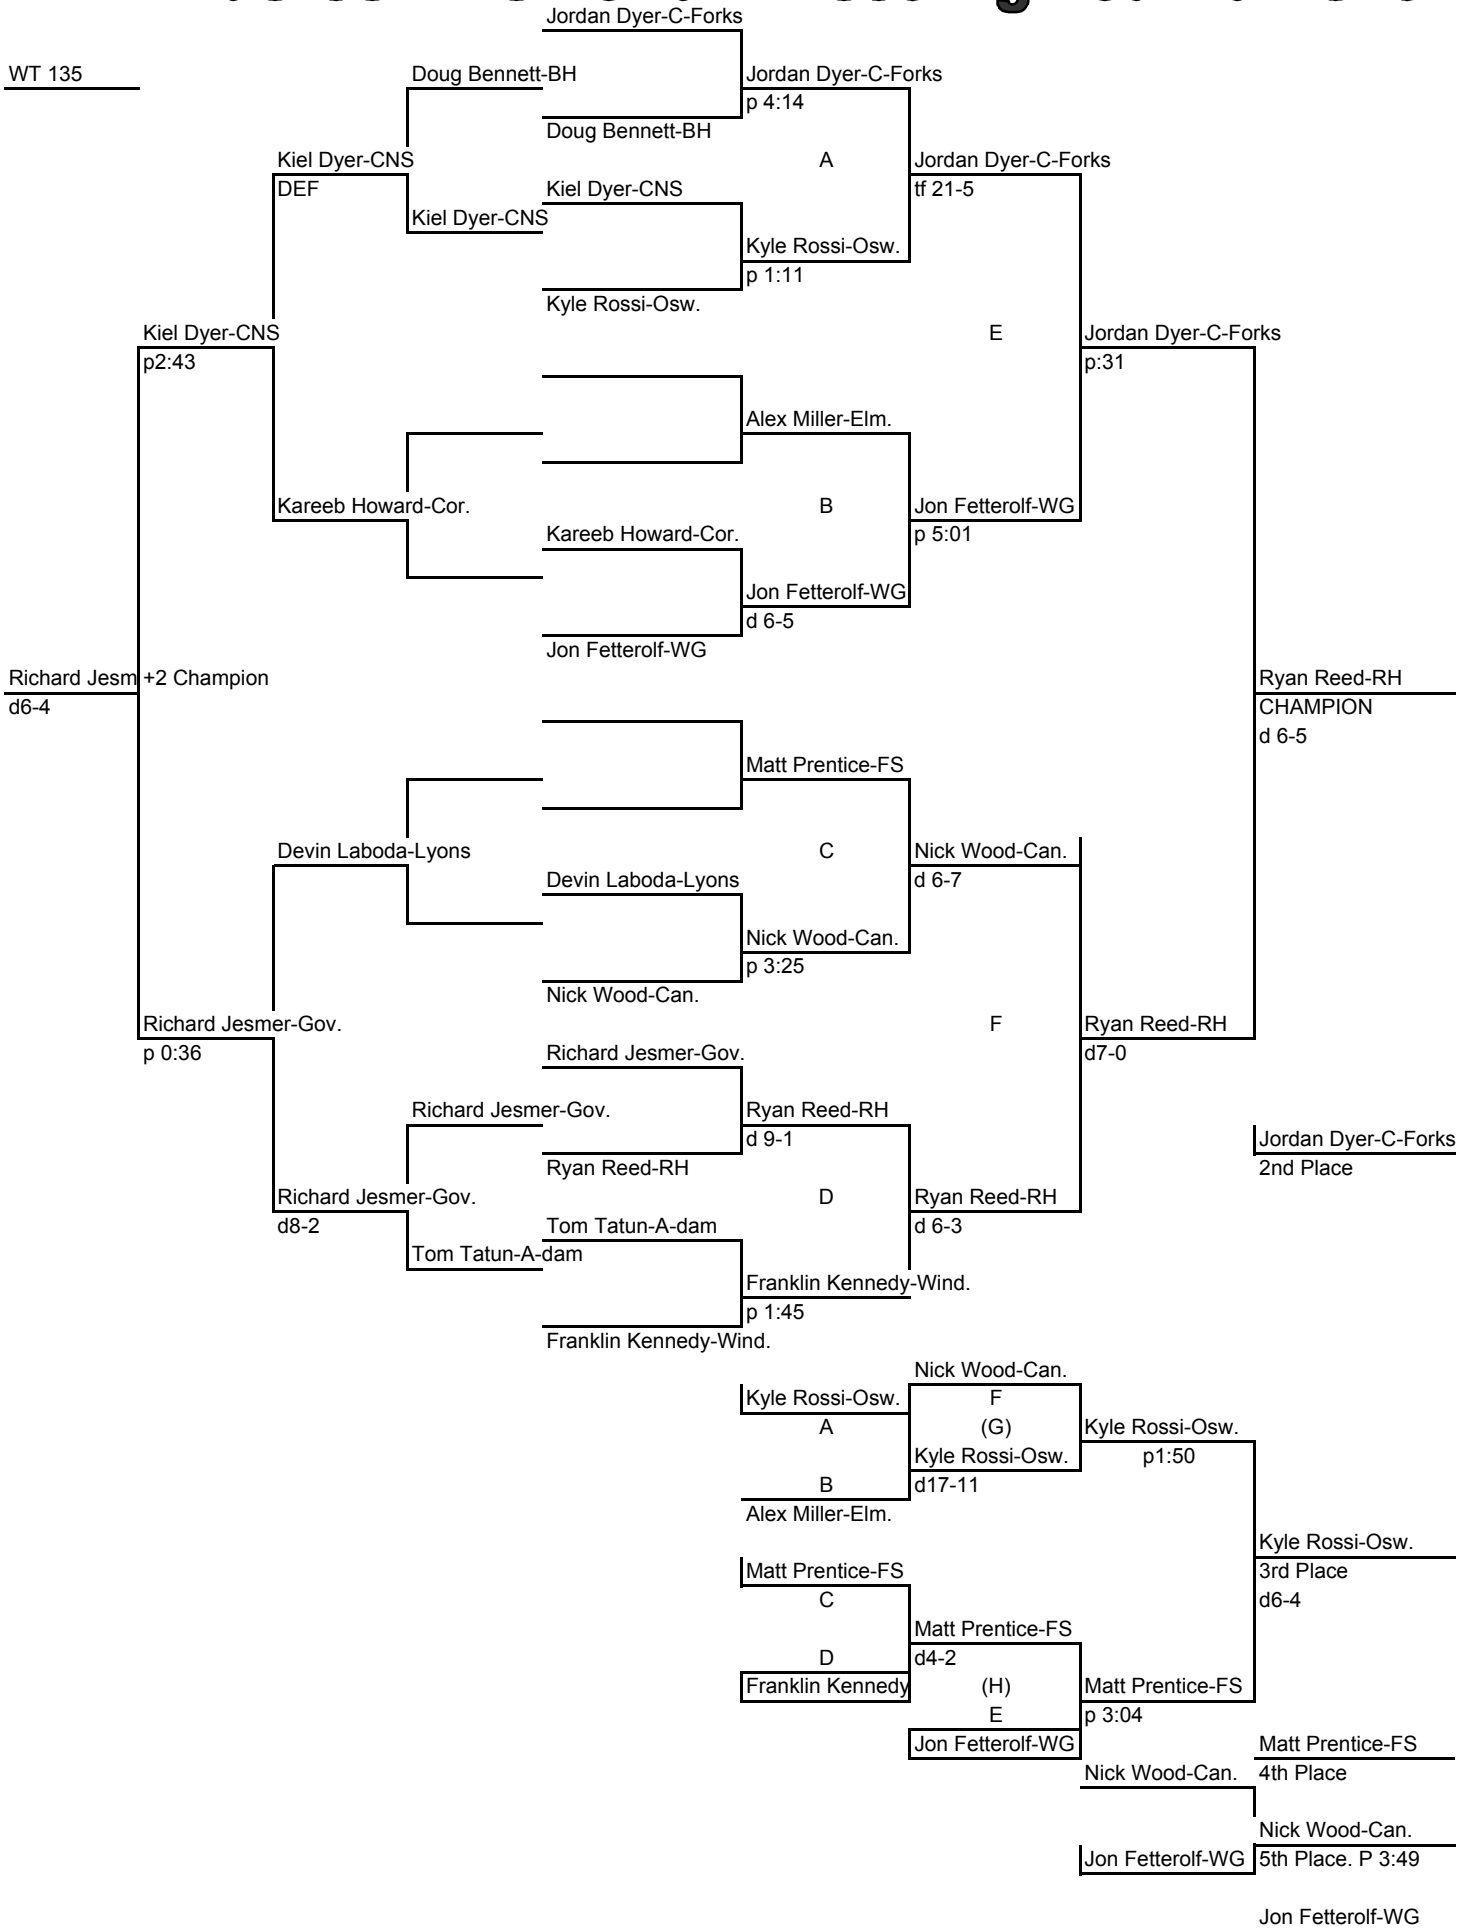 Jordan Dyer-C-Forks
WT 135
Doug Bennett-BH
Jordan Dyer-C-Forks
p 4:14
Doug Bennett-BH
Kiel Dyer-CNS
A
Jordan Dyer-C-Forks
DEF
Kiel Dyer-CNS
tf 21-5
Kiel Dyer-CNS
Kyle Rossi-Osw.
p 1:11
Kyle Rossi-Osw.
Kiel Dyer-CNS
E
Jordan Dyer-C-Forks
p2:43
p:31
Alex Miller-Elm.
Kareeb Howard-Cor.
B
Jon Fetterolf-WG
Kareeb Howard-Cor.
p 5:01
Jon Fetterolf-WG
d 6-5
Jon Fetterolf-WG
Richard Jesm
+2 Champion
Ryan Reed-RH
d6-4
CHAMPION
d 6-5
Matt Prentice-FS
Devin Laboda-Lyons
C
Nick Wood-Can.
Devin Laboda-Lyons
d 6-7
Nick Wood-Can.
p 3:25
Nick Wood-Can.
Richard Jesmer-Gov.
F
Ryan Reed-RH
p 0:36
Richard Jesmer-Gov.
d7-0
Richard Jesmer-Gov.
Ryan Reed-RH
d 9-1
Jordan Dyer-C-Forks
Ryan Reed-RH
2nd Place
Richard Jesmer-Gov.
D
Ryan Reed-RH
d8-2
Tom Tatun-A-dam
d 6-3
Tom Tatun-A-dam
Franklin Kennedy-Wind.
p 1:45
Franklin Kennedy-Wind.
Nick Wood-Can.
Kyle Rossi-Osw.
F
A
(G)
Kyle Rossi-Osw.
Kyle Rossi-Osw.
p1:50
B
d17-11
Alex Miller-Elm.
Kyle Rossi-Osw.
Matt Prentice-FS
3rd Place
C
d6-4
Matt Prentice-FS
D
d4-2
Franklin Kennedy
(H)
Matt Prentice-FS
E
p 3:04
Jon Fetterolf-WG
Matt Prentice-FS
Nick Wood-Can.
4th Place
Nick Wood-Can.
Jon Fetterolf-WG
5th Place. P 3:49
Jon Fetterolf-WG